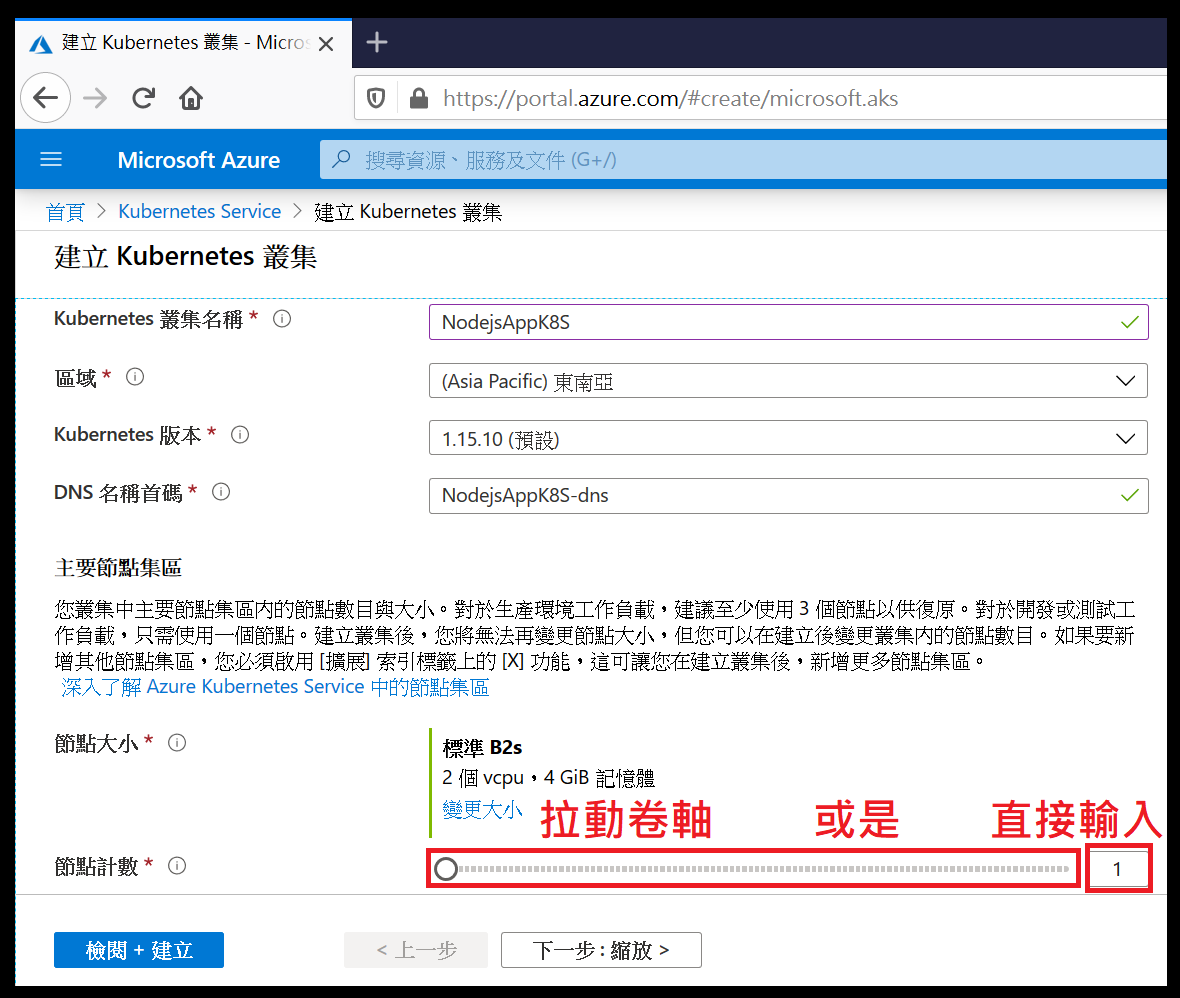 建立 Kubernetes 叢集 - Micros
https://portal.azure.com/#create/microsoft.aks
Microsoft Azure
搜尋資源、服務及文件 (G+/)
首頁 > Kubernetes Service > 建立 Kubernetes 叢集
建立 Kubernetes 叢集
Kubernetes 叢集名稱 *
NodejsAppK8S
區域 *
(Asia Pacific) 東南亞
Kubernetes 版本 *
1.15.10 (預設)
DNS 名稱首碼 *
NodejsAppK8S-dns
主要節點集區
您叢集中主要節點集區內的節點數目與大小。對於生產環境工作負載，建議至少使用 3 個節點以供復原。對於開發或測試工
作負載，只需使用一個節點。建立叢集後，您將無法再變更節點大小，但您可以在建立後變更叢集內的節點數目。如果要新
增其他節點集區，您必須啟用 [擴展] 索引標籤上的 [X] 功能，這可讓您在建立叢集後，新增更多節點集區。
深入了解 Azure Kubernetes Service 中的節點集區
節點大小 *
標準 B2s
2 個 vcpu，4 GiB 記憶體
變更大小
拉動卷軸 或是 直接輸入
節點計數 *
1
檢閱 + 建立
< 上一步
下一步 : 縮放 >